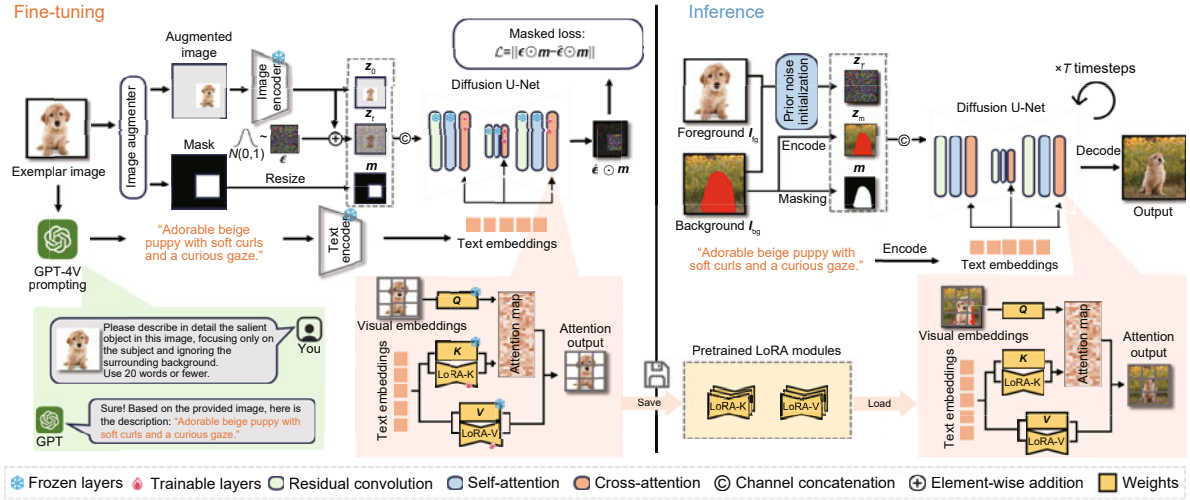 Fine-tuning
Augmented
image
Image augmenter
Image
encoder
z₀
zₜ
m
N(0,1)
~
ϵ
Mask
Resize
Exemplar image
Masked loss:
ℒ=||ϵ⊙m−ϵ̂⊙m||
Diffusion U-Net
©
ϵ̂ ⊙ m
GPT-4V
prompting
"Adorable beige
puppy with soft curls
and a curious gaze."
Text
encoder
Text embeddings
Please describe in detail the salient
object in this image, focusing only on
the subject and ignoring the
surrounding background.
Use 20 words or fewer.
You
GPT
Sure! Based on the provided image, here is
the description: "Adorable beige puppy with
soft curls and a curious gaze."
Visual embeddings
Text embeddings
Q
K
LoRA-K
V
LoRA-V
Attention map
Attention
output
Save
Pretrained LoRA modules
LoRA-K
LoRA-V
Load
Inference
Foreground I_fg
Background I_bg
Prior noise
initialization
Encode
Masking
z_T
z_m
m
©
×T timesteps
Diffusion U-Net
Decode
Output
"Adorable beige puppy with
soft curls and a curious gaze."
Encode
Text embeddings
Visual embeddings
Text embeddings
Q
K
LoRA-K
V
LoRA-V
Attention map
Attention
output
Frozen layers
Trainable layers
Residual convolution
Self-attention
Cross-attention
© Channel concatenation
⊕ Element-wise addition
Weights